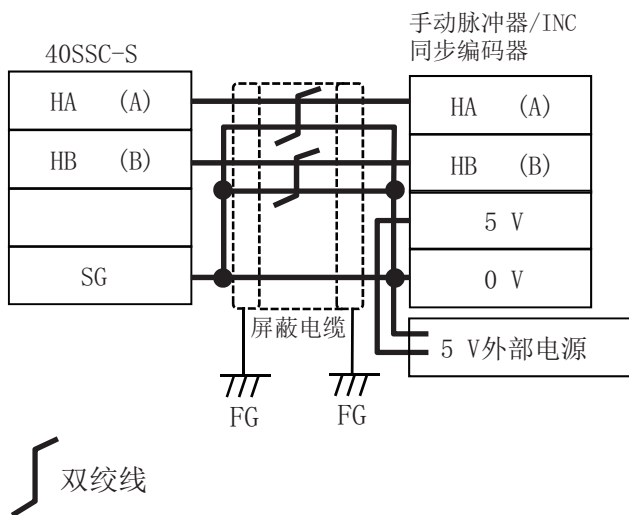 手动脉冲器/INC
同步编码器
40SSC-S
HA (A)
HB (B)
SG
HA (A)
HB (B)
5 V
0 V
5 V外部电源
屏蔽电缆
FG
FG
双绞线